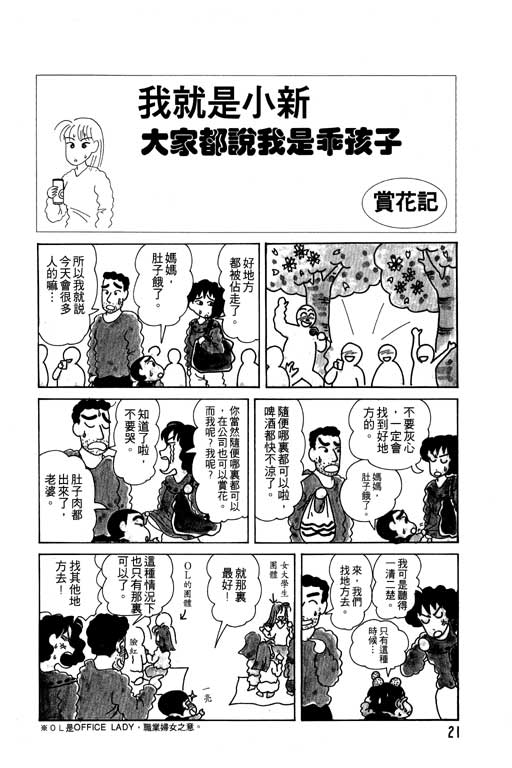 我就是小新
大家都說我是乖孩子
賞花記
好地方
都被佔走了。
媽媽，
肚子餓了。
所以我就說
今天會很多
人的嘛…
不要灰心
，一定會
找到好地
方的。
媽媽，
肚子餓了。
隨便哪裏都可以啦，
啤酒都快不涼了。
你當然隨便哪裏都可以
，在公司也可以賞花。
而我呢？我呢？
知道了啦，
不要哭。
肚子肉都
出來了，
老婆。
我可是聽得
一清二楚。
只有這種
時候…
來，我們
找地方去。
女大學生
團體
就那裏
最好！
OL的團體
這種情況下
也只有那裏
可以了。
臉紅
一亮
找其他地
方去！
※ＯＬ是OFFICE LADY，職業婦女之意。
21